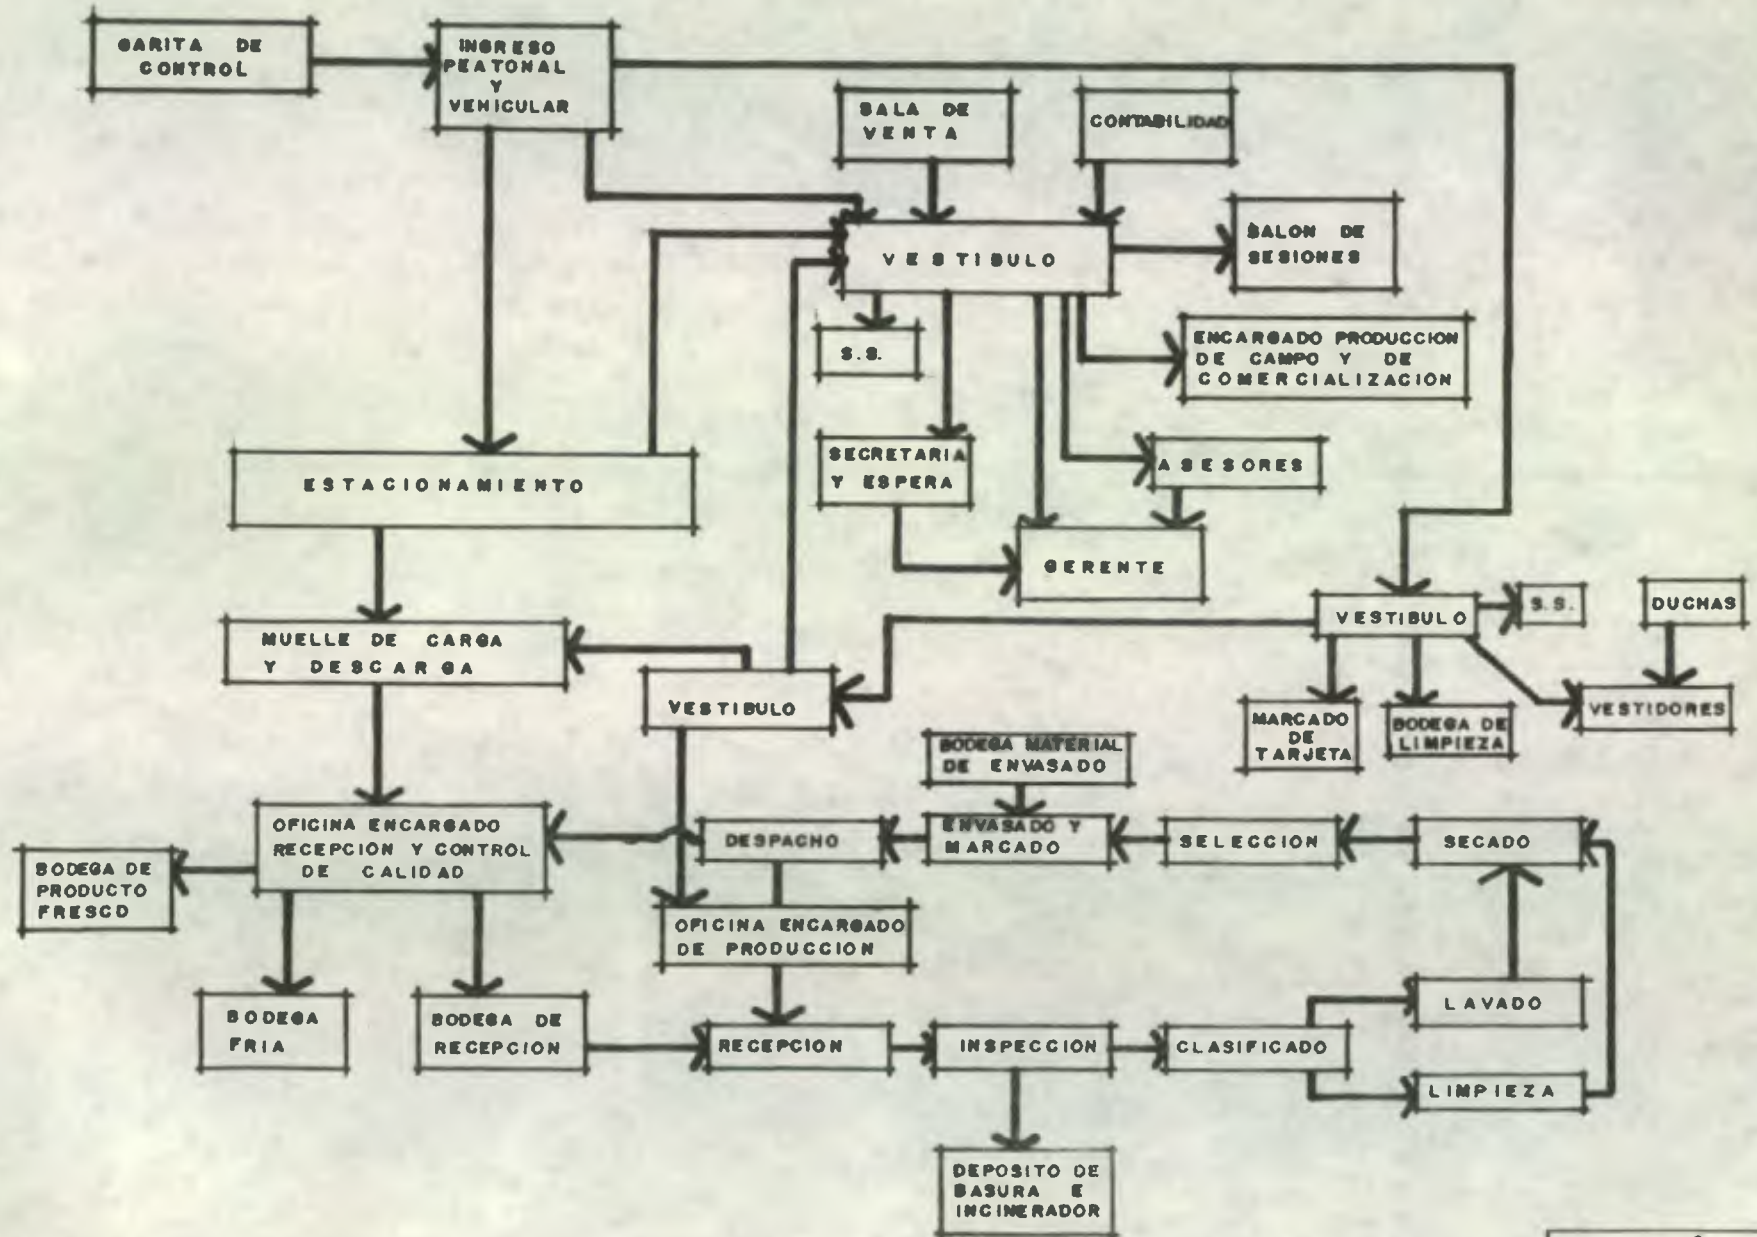 GARITA DE
CONTROL
INGRESO
PEATONAL
Y
VEHICULAR
SALA DE
VENTA
CONTABILIDAD
VESTIBULO
SALON DE
SESIONES
S.S.
ENCARGADO PRODUCCION
DE CAMPO Y DE
COMERCIALIZACION
SECRETARIA
Y ESPERA
ASESORES
ESTACIONAMIENTO
GERENTE
MUELLE DE CARGA
Y DESCARGA
VESTIBULO
VESTIBULO
S.S.
DUCHAS
MARCADO
DE
TARJETA
BODEGA DE
LIMPIEZA
VESTIDORES
BODEGA MATERIAL
DE ENVASADO
OFICINA ENCARGADO
RECEPCION Y CONTROL
DE CALIDAD
DESPACHO
ENVASADO Y
MARCADO
SELECCION
SECADO
BODEGA DE
PRODUCTO
FRESCO
OFICINA ENCARGADO
DE PRODUCCION
BODEGA
FRIA
BODEGA DE
RECEPCION
RECEPCION
INSPECCION
CLASIFICADO
LAVADO
LIMPIEZA
DEPOSITO DE
BASURA E
INCINERADOR